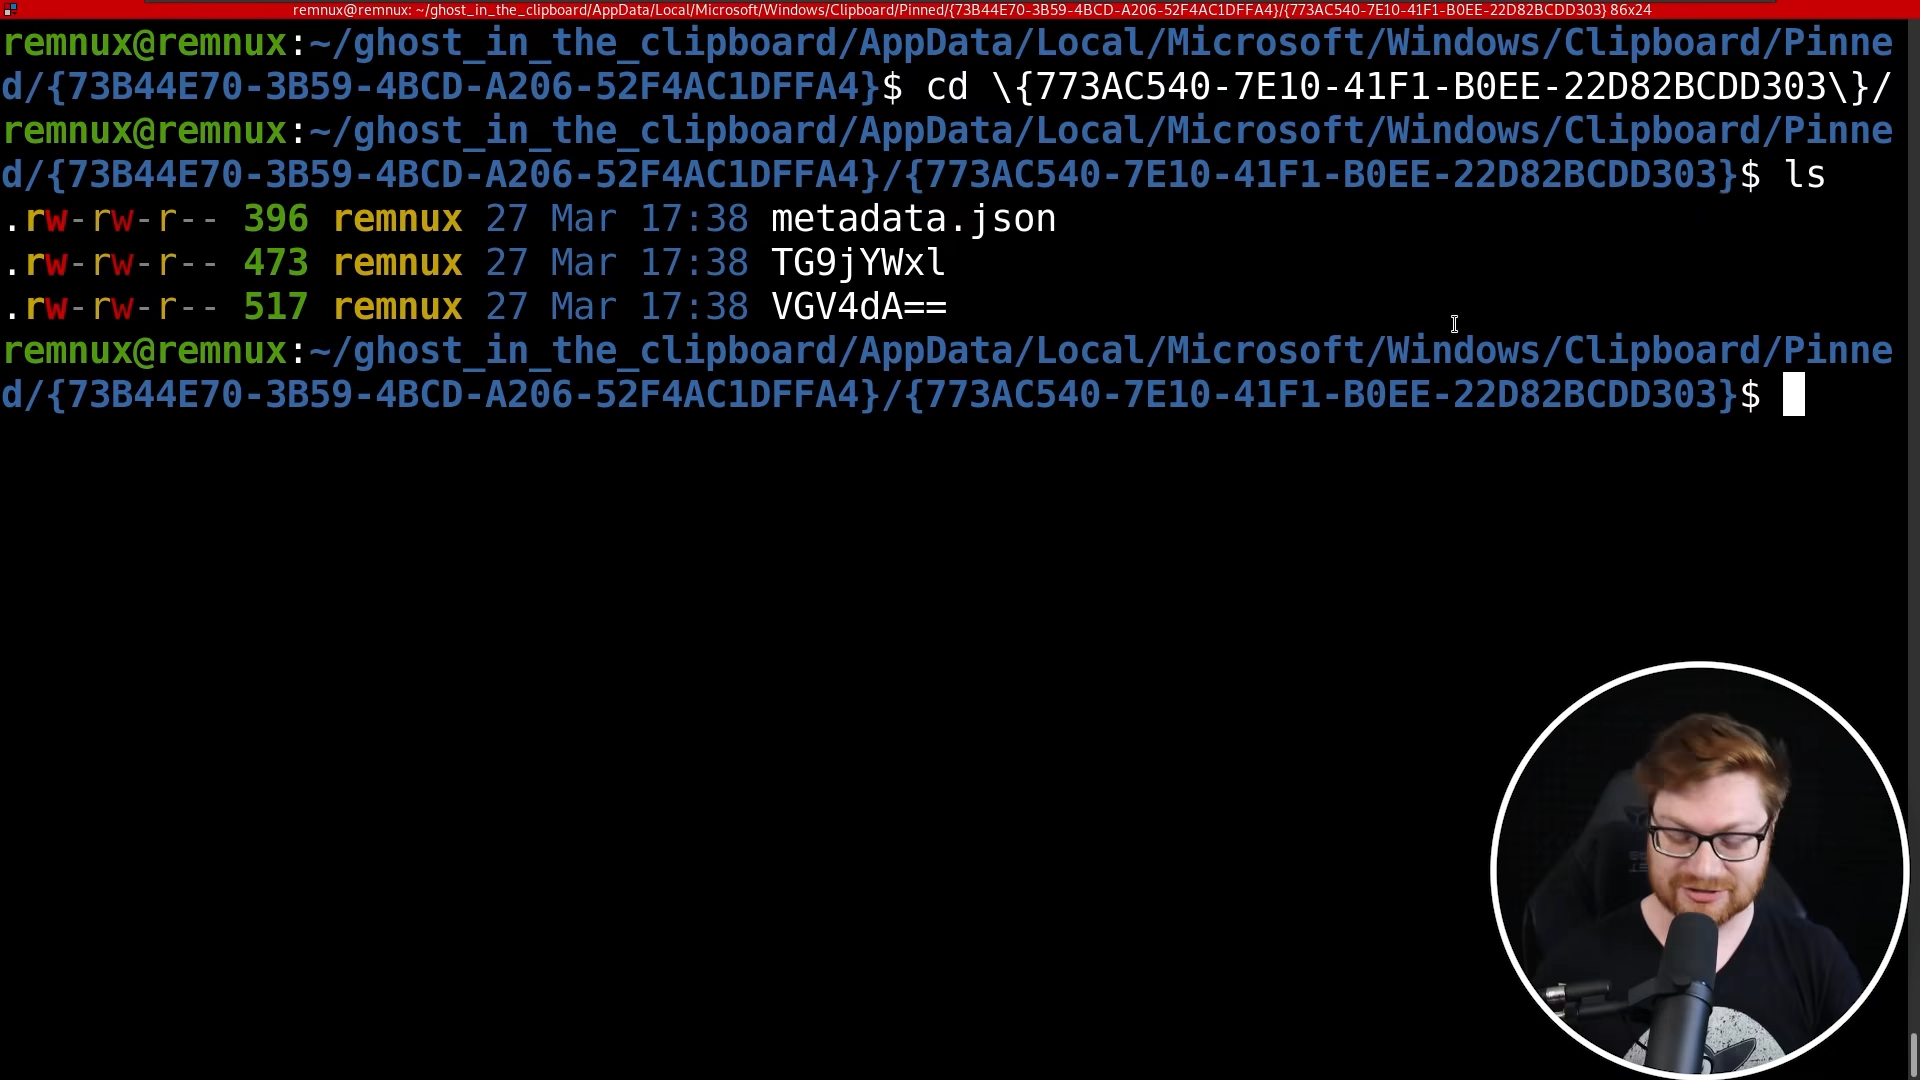 remnux@remnux: ~/ghost_in_the_clipboard/AppData/Local/Microsoft/Windows/Clipboard/Pinned/{73B44E70-3B59-4BCD-A206-52F4AC1DFFA4}/{773AC540-7E10-41F1-B0EE-22D82BCDD303} 86x24
remnux@remnux:~/ghost_in_the_clipboard/AppData/Local/Microsoft/Windows/Clipboard/Pinne
d/{73B44E70-3B59-4BCD-A206-52F4AC1DFFA4}$ cd \{773AC540-7E10-41F1-B0EE-22D82BCDD303\}/
remnux@remnux:~/ghost_in_the_clipboard/AppData/Local/Microsoft/Windows/Clipboard/Pinne
d/{73B44E70-3B59-4BCD-A206-52F4AC1DFFA4}/{773AC540-7E10-41F1-B0EE-22D82BCDD303}$ ls
.rw-rw-r-- 396 remnux 27 Mar 17:38 metadata.json
.rw-rw-r-- 473 remnux 27 Mar 17:38 TG9jYWxl
.rw-rw-r-- 517 remnux 27 Mar 17:38 VGV4dA==
remnux@remnux:~/ghost_in_the_clipboard/AppData/Local/Microsoft/Windows/Clipboard/Pinne
d/{73B44E70-3B59-4BCD-A206-52F4AC1DFFA4}/{773AC540-7E10-41F1-B0EE-22D82BCDD303}$